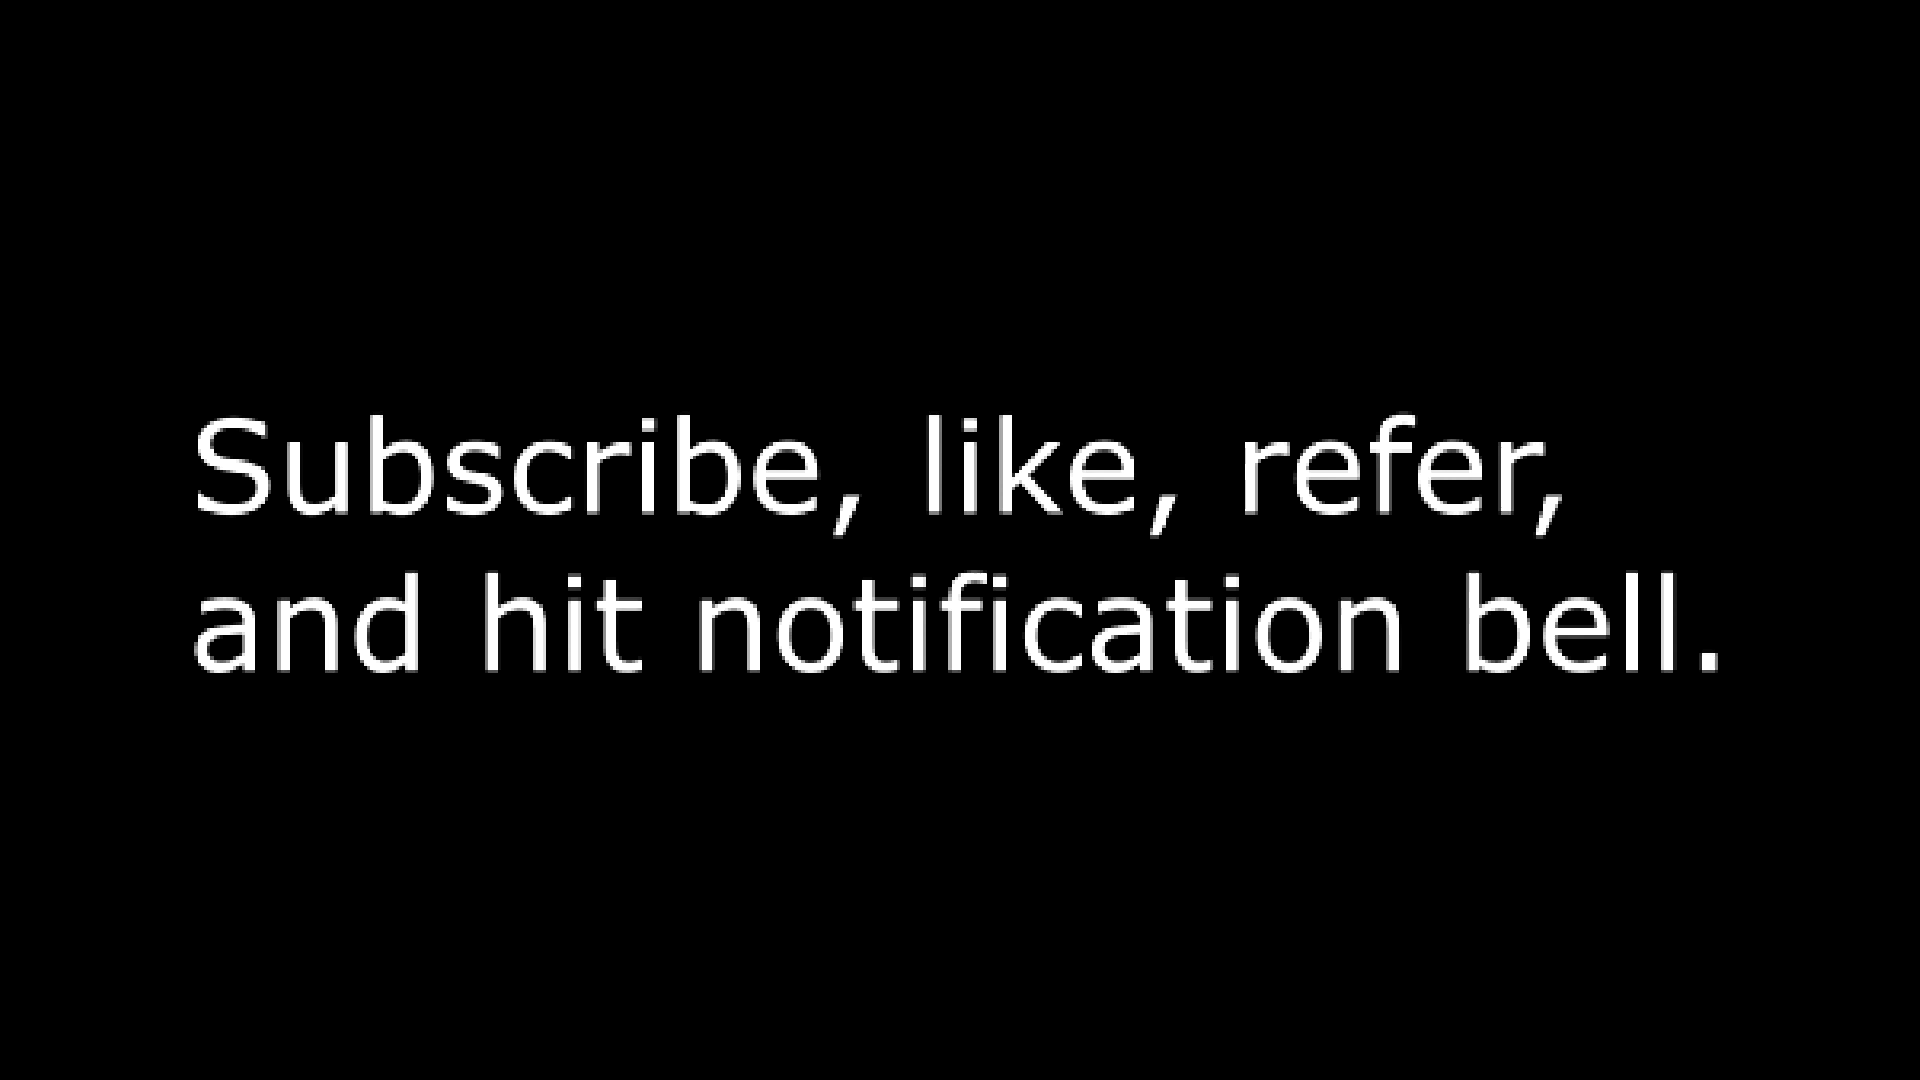 Subscribe, like, refer,
and hit notification bell.